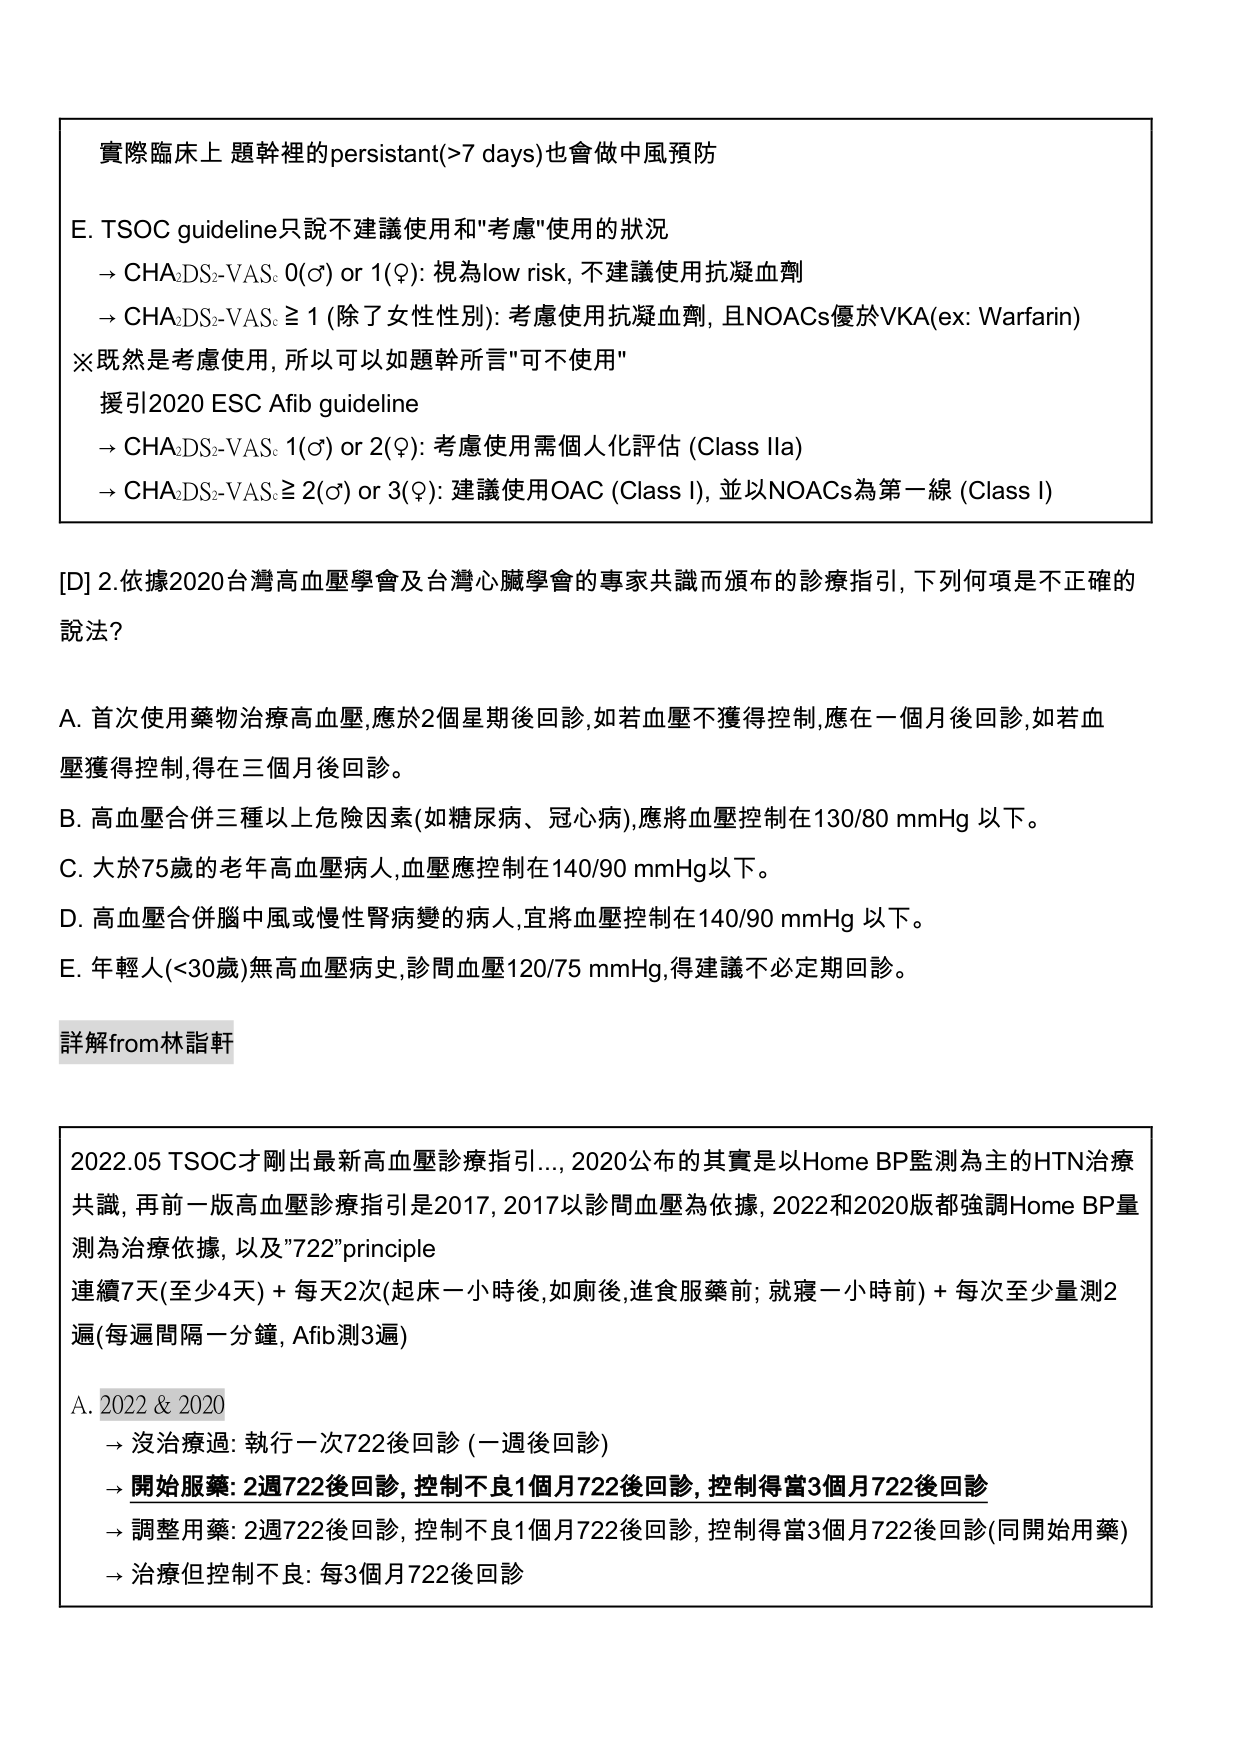 實際臨床上 題幹裡的persistant(>7 days)也會做中風預防
E. TSOC guideline只說不建議使用和"考慮"使用的狀況
→ CHA₂DS₂-VASc 0(♂) or 1(♀): 視為low risk, 不建議使用抗凝血劑
→ CHA₂DS₂-VASc ≧ 1 (除了女性性別): 考慮使用抗凝血劑, 且NOACs優於VKA(ex: Warfarin)
※既然是考慮使用, 所以可以如題幹所言"可不使用"
援引2020 ESC Afib guideline
→ CHA₂DS₂-VASc 1(♂) or 2(♀): 考慮使用需個人化評估 (Class IIa)
→ CHA₂DS₂-VASc ≧ 2(♂) or 3(♀): 建議使用OAC (Class I), 並以NOACs為第一線 (Class I)
[D] 2.依據2020台灣高血壓學會及台灣心臟學會的專家共識而頒布的診療指引, 下列何項是不正確的
說法?
A. 首次使用藥物治療高血壓,應於2個星期後回診,如若血壓不獲得控制,應在一個月後回診,如若血
壓獲得控制,得在三個月後回診。
B. 高血壓合併三種以上危險因素(如糖尿病、冠心病),應將血壓控制在130/80 mmHg 以下。
C. 大於75歲的老年高血壓病人,血壓應控制在140/90 mmHg以下。
D. 高血壓合併腦中風或慢性腎病變的病人,宜將血壓控制在140/90 mmHg 以下。
E. 年輕人(<30歲)無高血壓病史,診間血壓120/75 mmHg,得建議不必定期回診。
詳解from林詣軒
2022.05 TSOC才剛出最新高血壓診療指引..., 2020公布的其實是以Home BP監測為主的HTN治療
共識, 再前一版高血壓診療指引是2017, 2017以診間血壓為依據, 2022和2020版都強調Home BP量
測為治療依據, 以及”722”principle
連續7天(至少4天) + 每天2次(起床一小時後,如廁後,進食服藥前; 就寢一小時前) + 每次至少量測2
遍(每遍間隔一分鐘, Afib測3遍)
A. 2022 & 2020
→ 沒治療過: 執行一次722後回診 (一週後回診)
→ 開始服藥: 2週722後回診, 控制不良1個月722後回診, 控制得當3個月722後回診
→ 調整用藥: 2週722後回診, 控制不良1個月722後回診, 控制得當3個月722後回診(同開始用藥)
→ 治療但控制不良: 每3個月722後回診